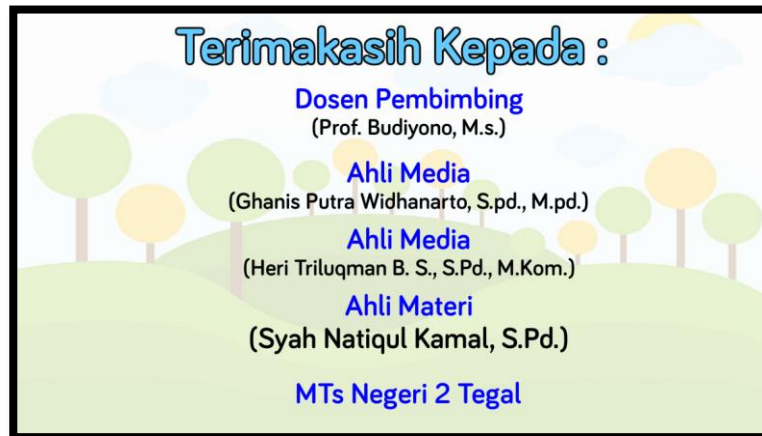 Terimakasih Kepada :
Dosen Pembimbing
(Prof. Budiyono, M.s.)
Ahli Media
(Ghanis Putra Widhanarto, S.pd., M.pd.)
Ahli Media
(Heri Triluqman B. S., S.Pd., M.Kom.)
Ahli Materi
(Syah Natiqul Kamal, S.Pd.)
MTs Negeri 2 Tegal